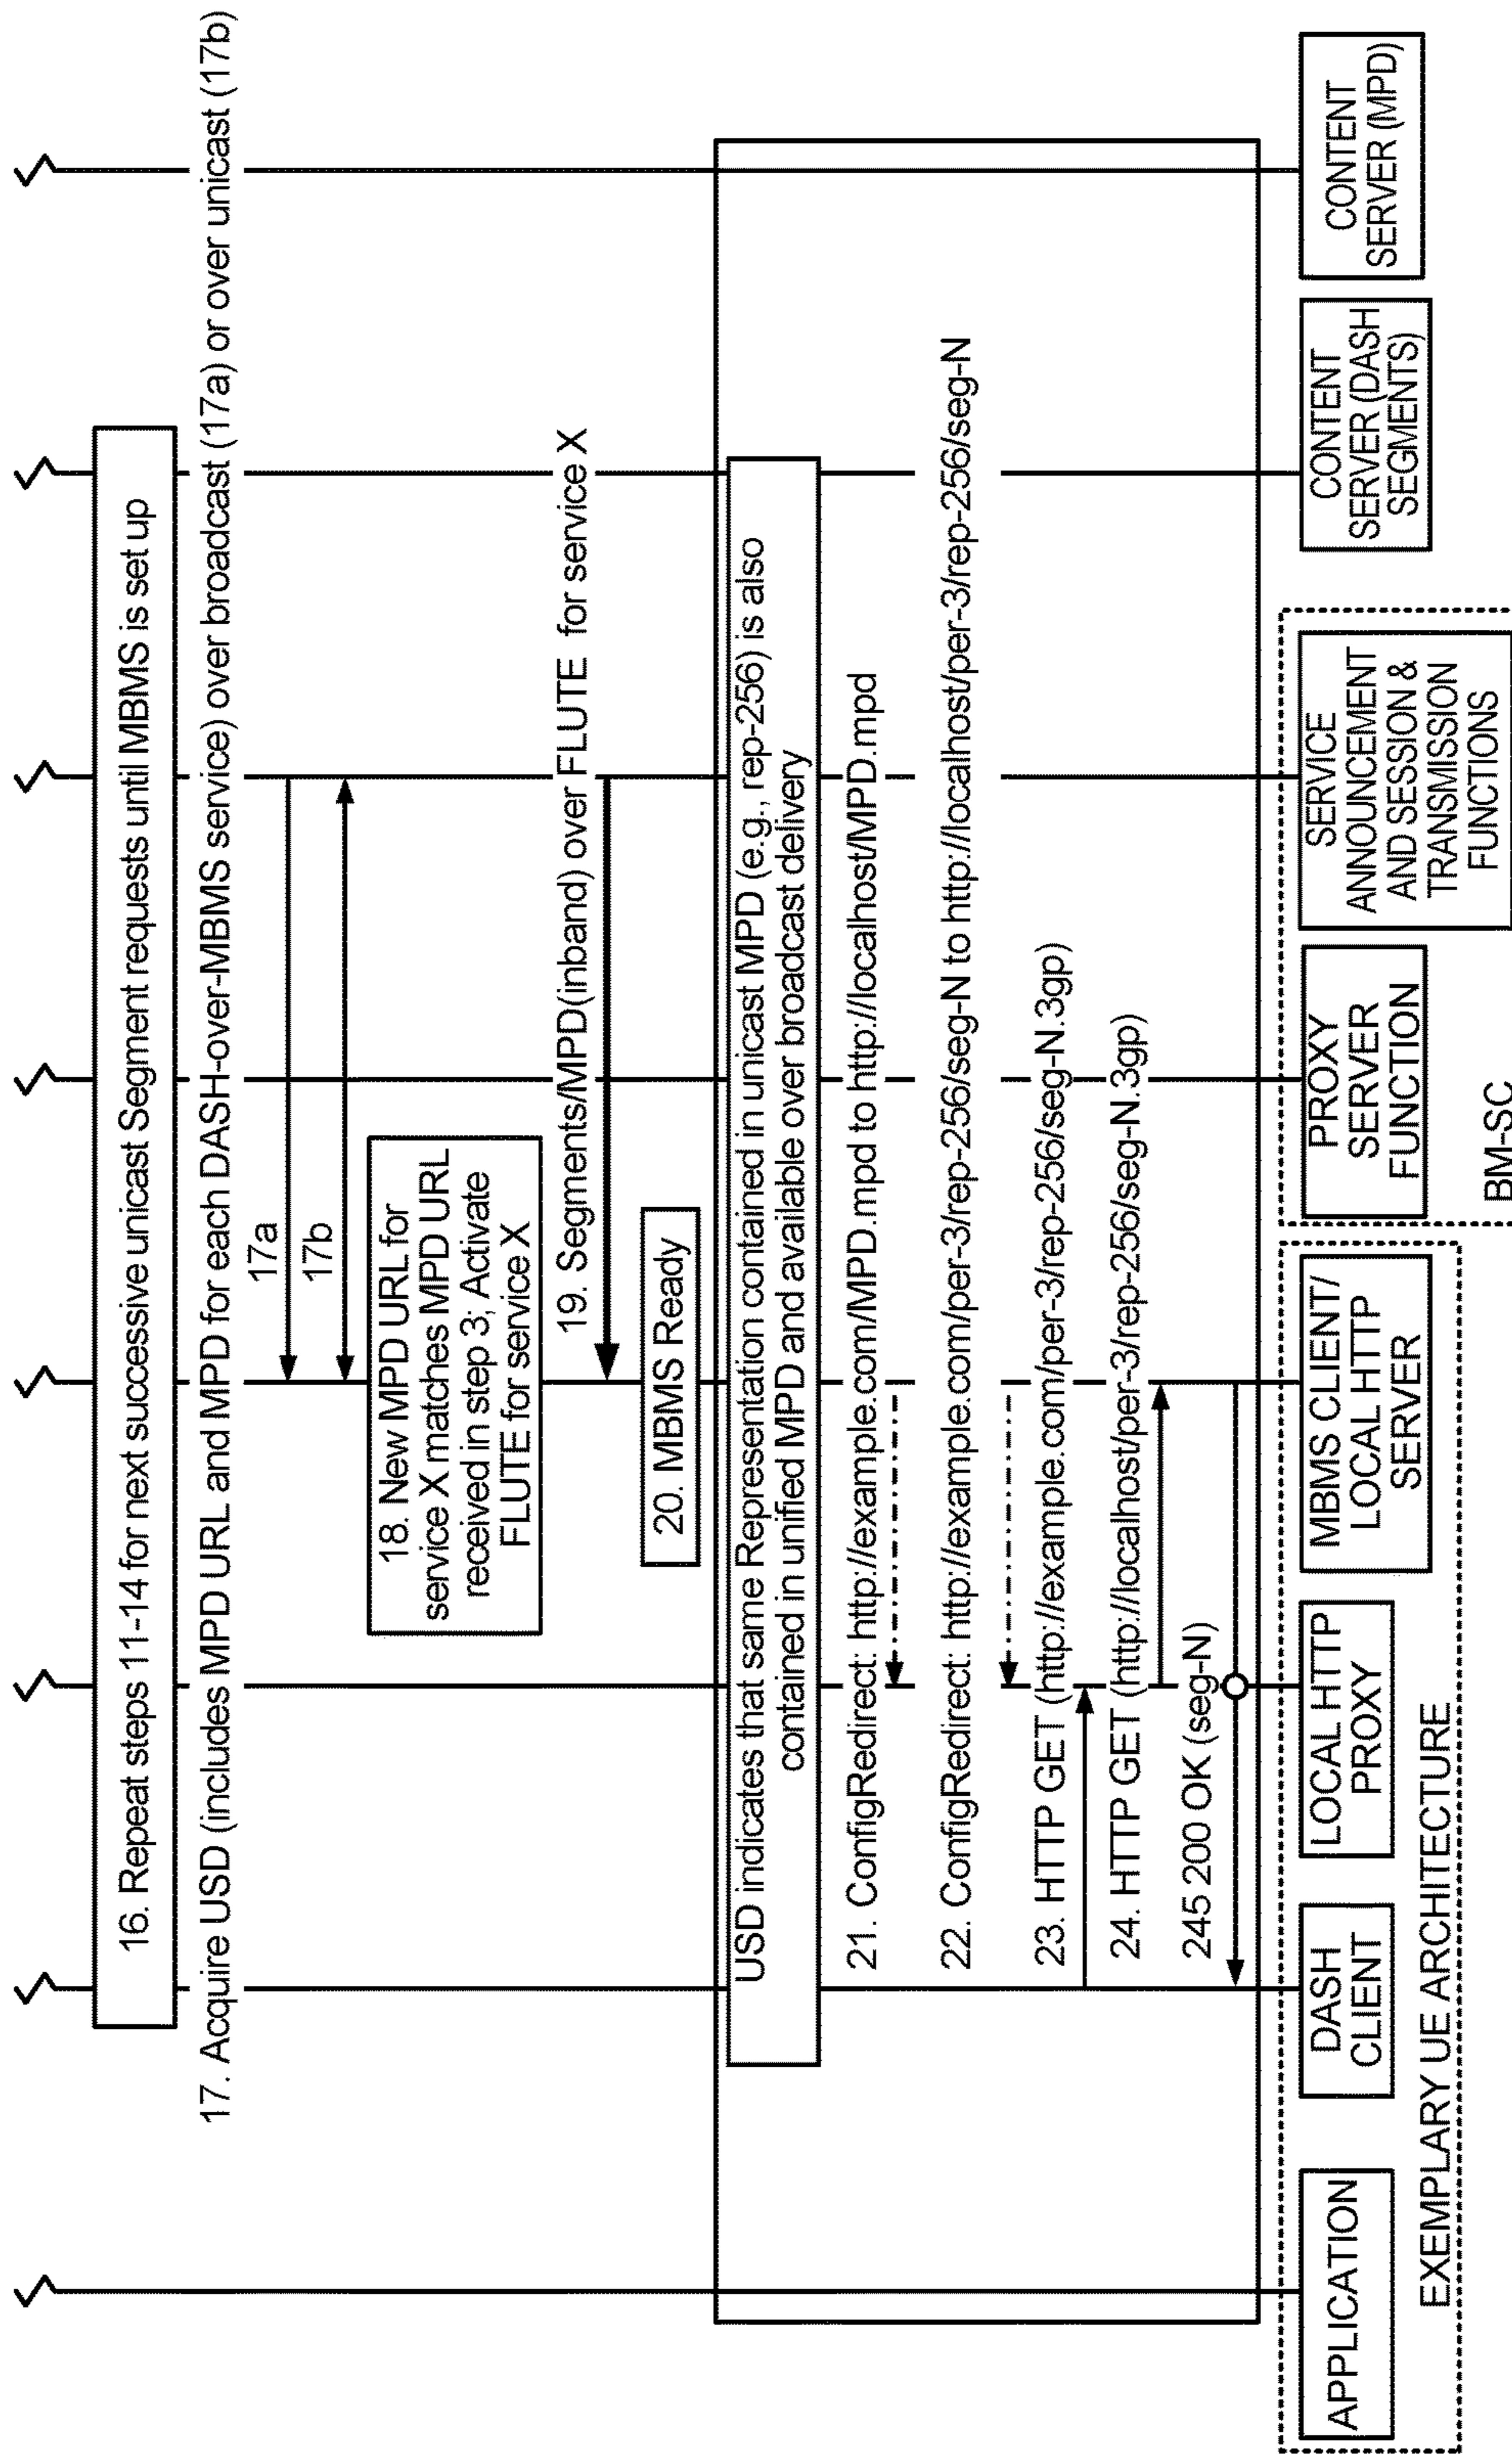 16. Repeat steps 11-14 for next successive unicast Segment requests until MBMS is set up
17. Acquire USD (includes MPD URL and MPD for each DASH-over-MBMS service) over broadcast (17a) or over unicast (17b)
17a
17b
18. New MPD URL for
service X matches MPD URL
received in step 3; Activate
FLUTE for service X
19. Segments/MPD(inband) over FLUTE for service X
20. MBMS Ready
USD indicates that same Representation contained in unicast MPD (e.g., rep-256) is also
contained in unified MPD and available over broadcast delivery
21. ConfigRedirect: http://example.com/MPD.mpd to http://localhost/MPD.mpd
22. ConfigRedirect: http://example.com/per-3/rep-256/seg-N to http://localhost/per-3/rep-256/seg-N
23. HTTP GET (http://example.com/per-3/rep-256/seg-N.3gp)
24. HTTP GET (http://localhost/per-3/rep-256/seg-N.3gp)
245 200 OK (seg-N)
APPLICATION
DASH
CLIENT
LOCAL HTTP
PROXY
MBMS CLIENT/
LOCAL HTTP
SERVER
EXEMPLARY UE ARCHITECTURE
PROXY
SERVER
FUNCTION
SERVICE
ANNOUNCEMENT
AND SESSION &
TRANSMISSION
FUNCTIONS
BM-SC
CONTENT
SERVER (DASH
SEGMENTS)
CONTENT
SERVER (MPD)